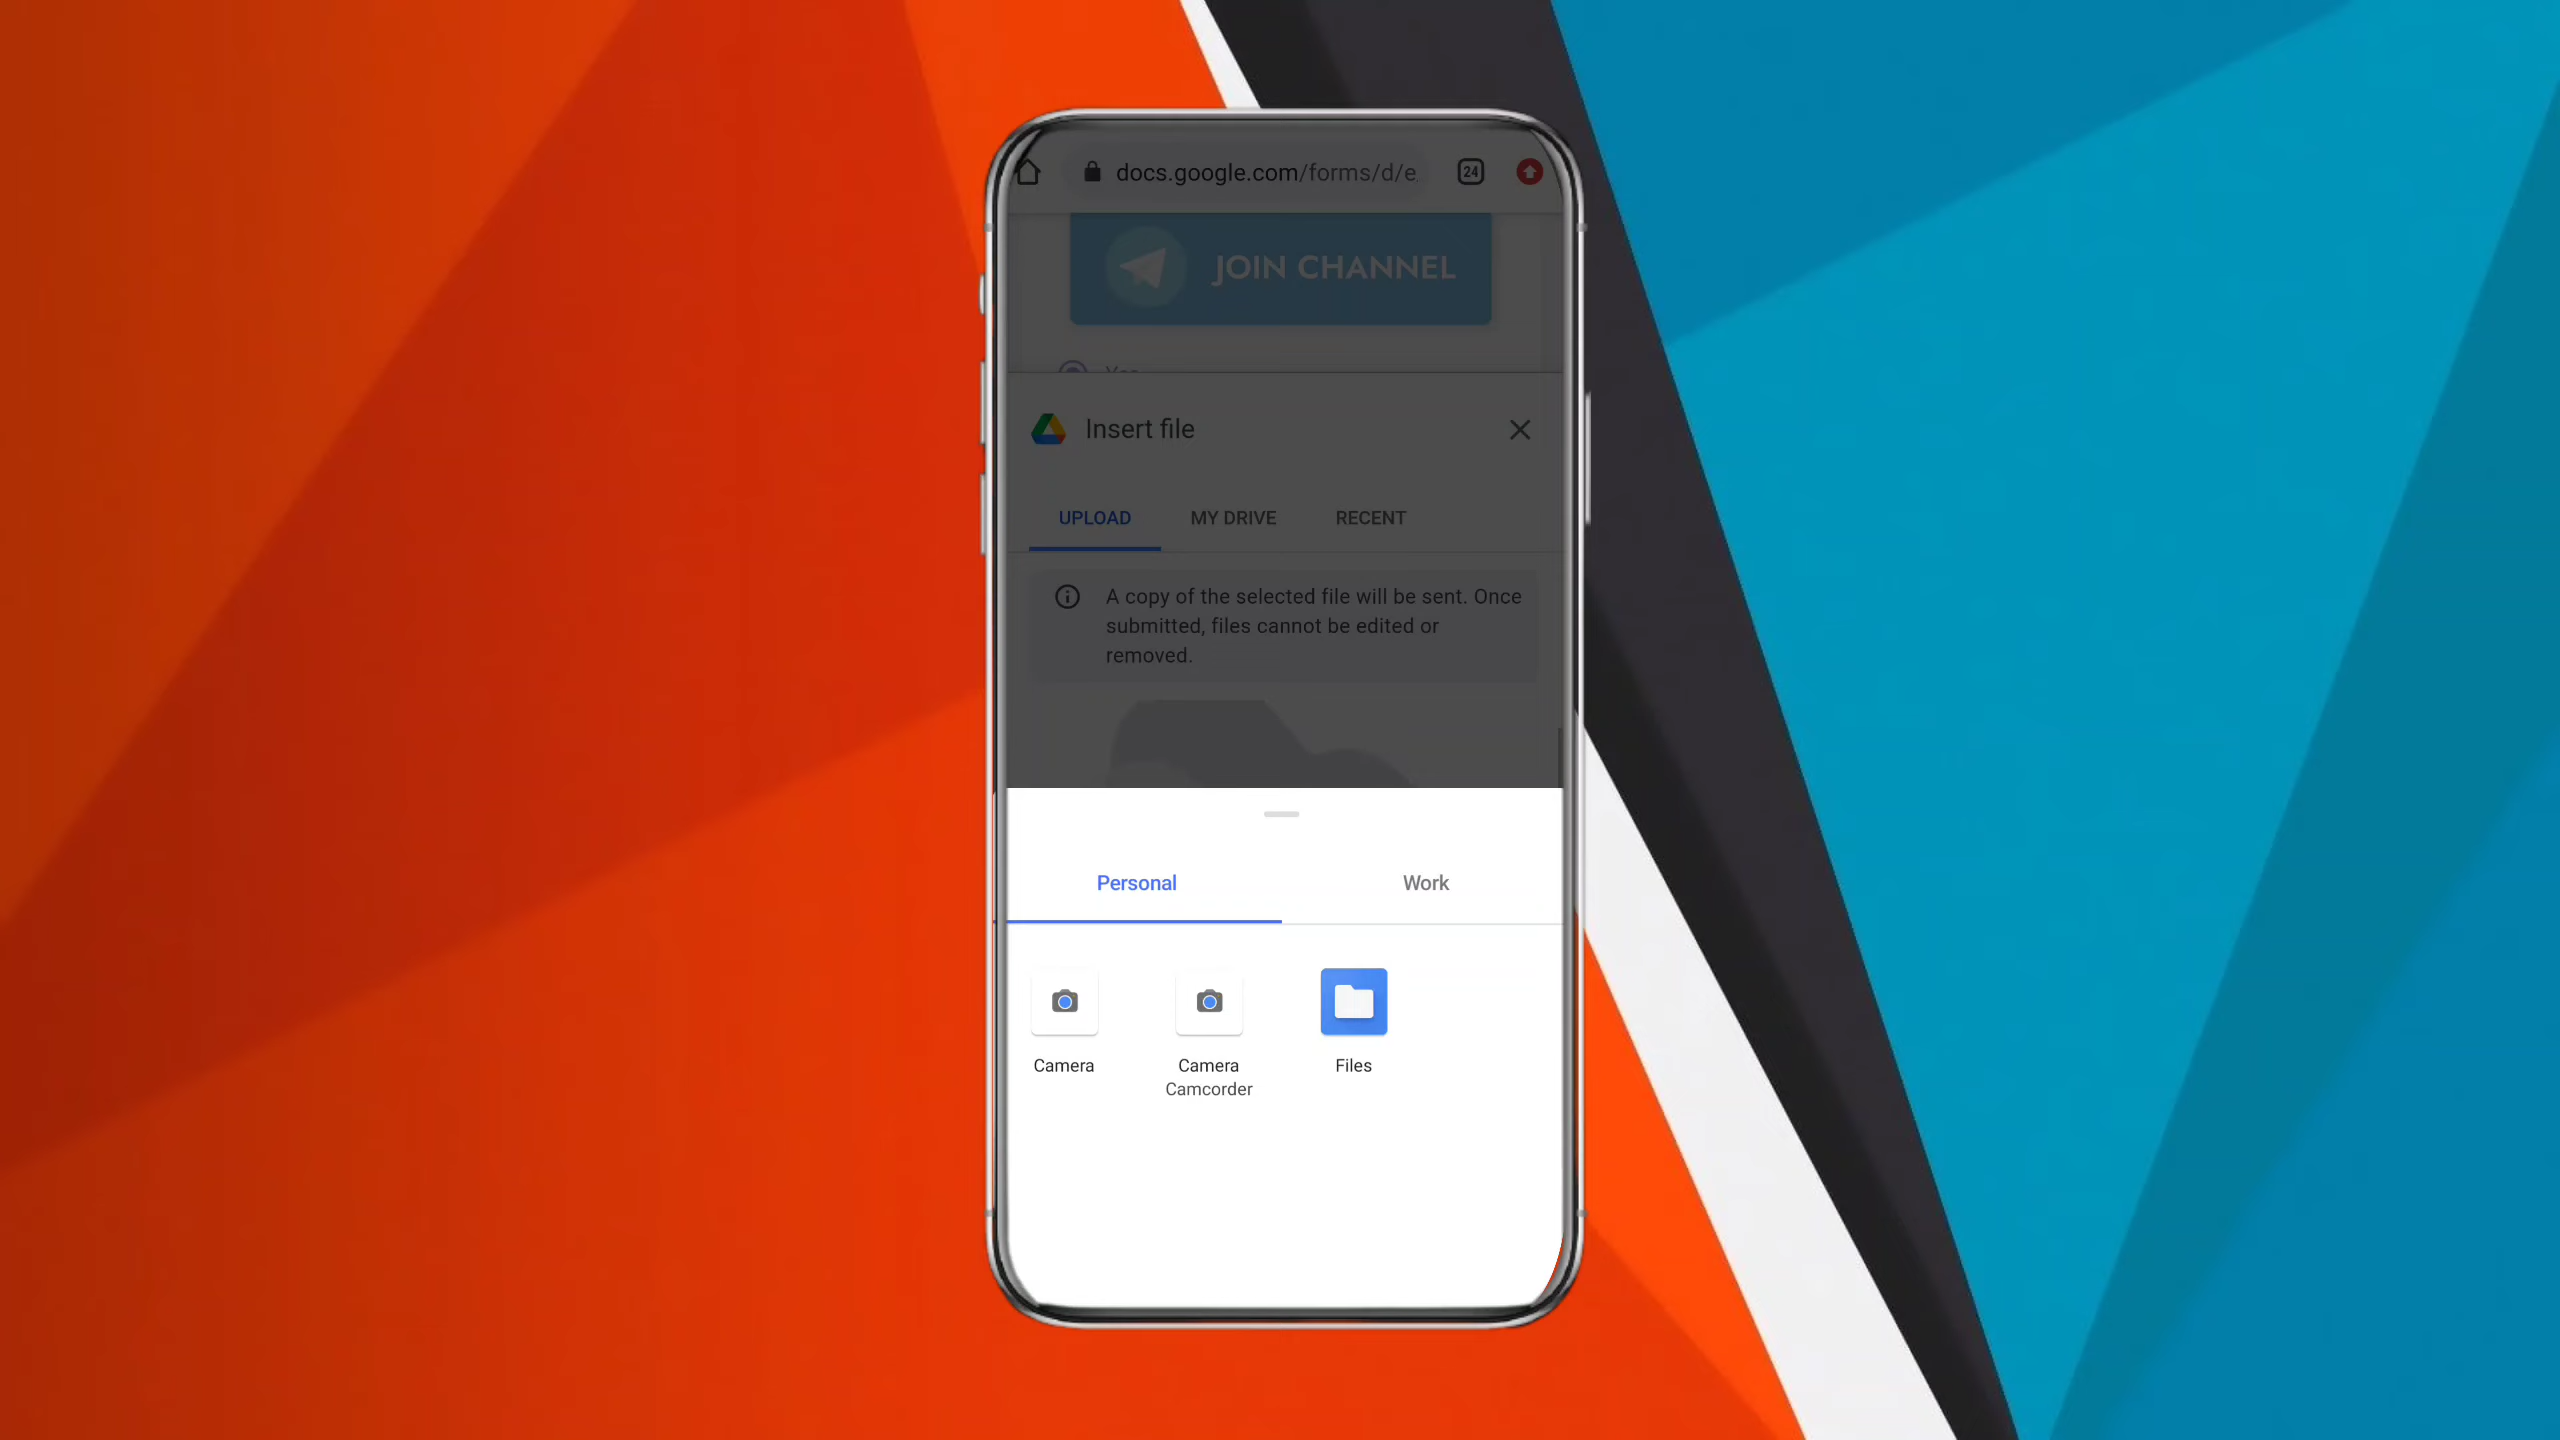 docs.google.com/forms/d/e
24
JOIN CHANNEL
Yes
Insert file
UPLOAD MY DRIVE RECENT
A copy of the selected file will be sent. Once
submitted, files cannot be edited or
removed.
Personal Work
Camera Camera Files
Camcorder